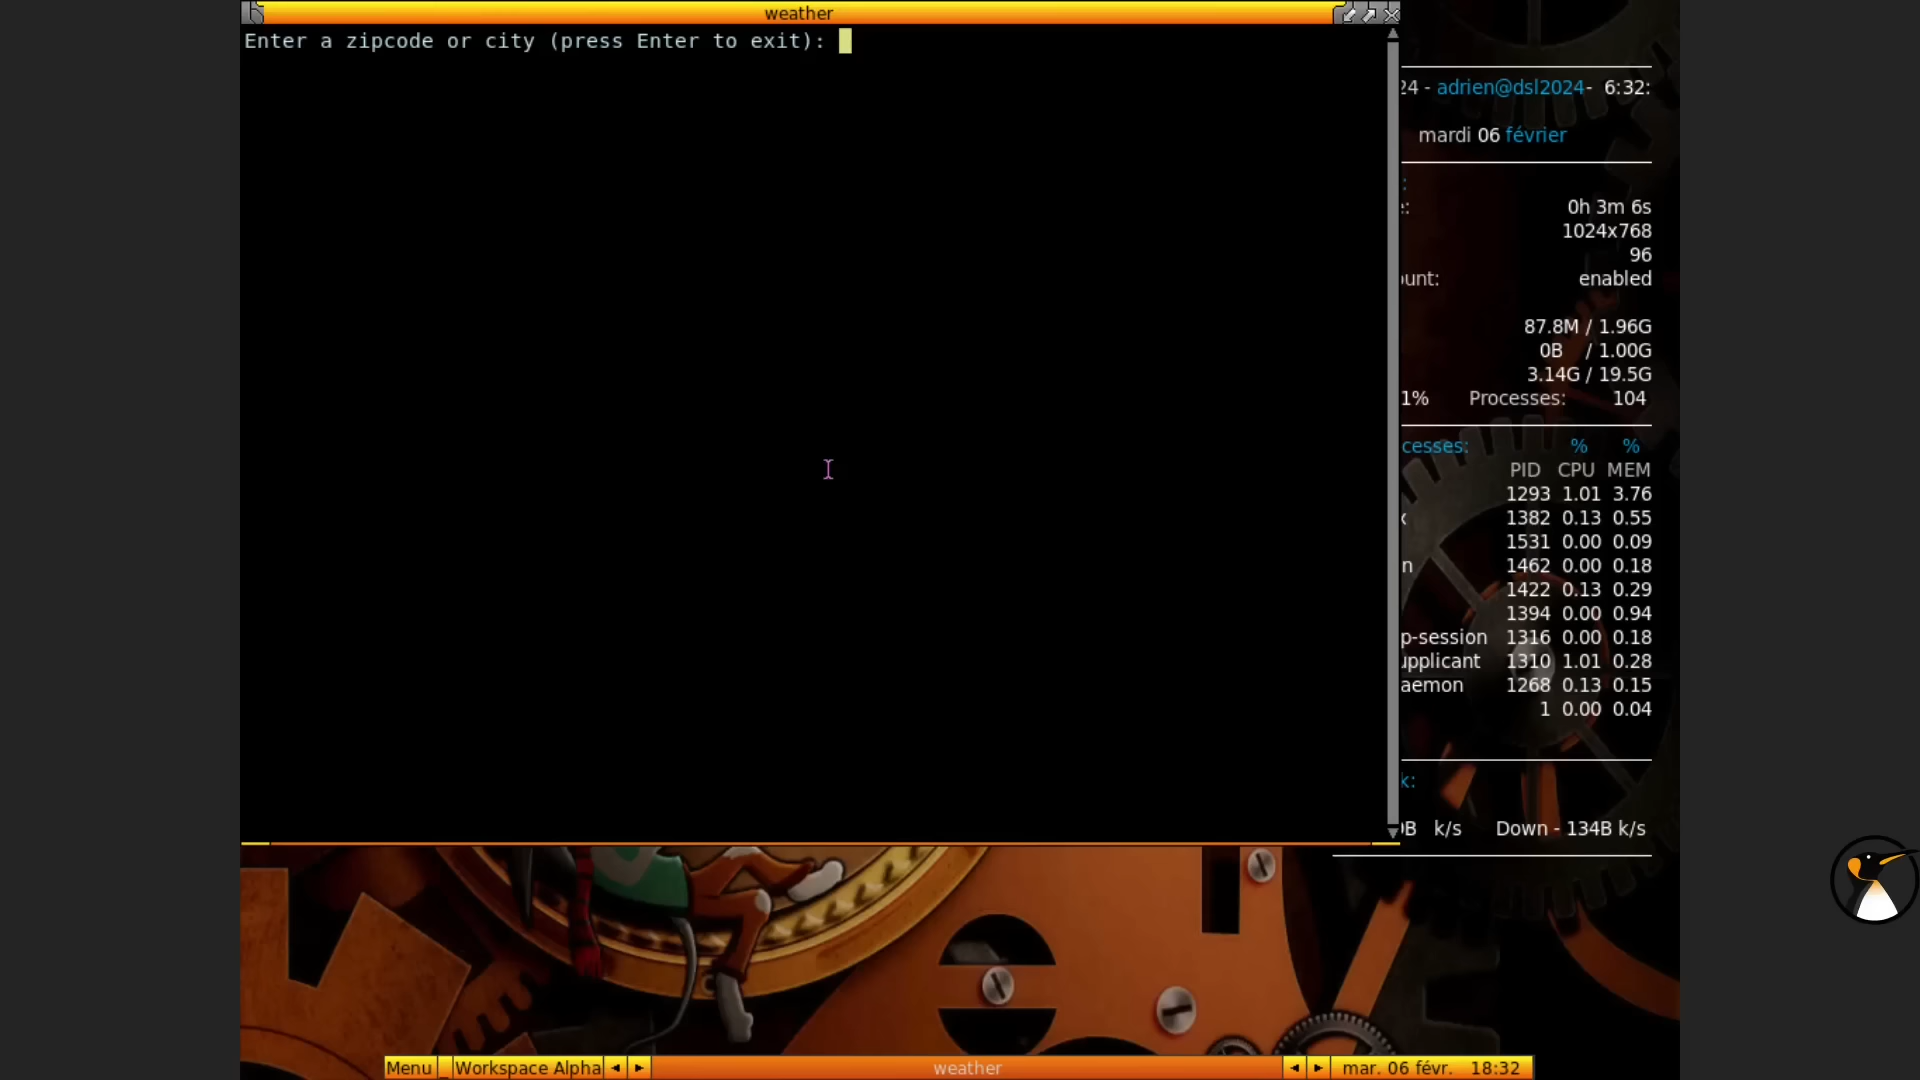 weather
Enter a zipcode or city (press Enter to exit):
24 - adrien@dsl2024- 6:32:
mardi 06 février
:
e: 0h 3m 6s
1024x768
96
ount: enabled
87.8M / 1.96G
0B / 1.00G
3.14G / 19.5G
1% Processes: 104
cesses: % %
PID CPU MEM
1293 1.01 3.76
x 1382 0.13 0.55
1531 0.00 0.09
n 1462 0.00 0.18
1422 0.13 0.29
1394 0.00 0.94
p-session 1316 0.00 0.18
upplicant 1310 1.01 0.28
aemon 1268 0.13 0.15
1 0.00 0.04
k:
0B k/s Down - 134B k/s
Menu Workspace Alpha weather mar. 06 févr. 18:32